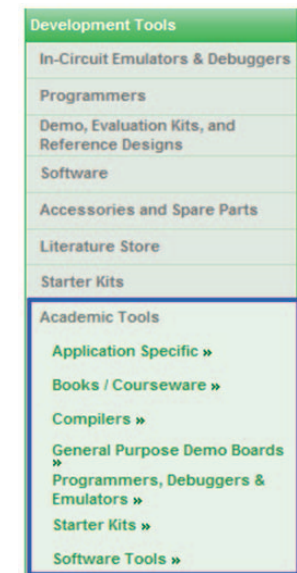 Development Tools
In-Circuit Emulators & Debuggers
Programmers
Demo, Evaluation Kits, and
Reference Designs
Software
Accessories and Spare Parts
Literature Store
Starter Kits
Academic Tools
Application Specific »
Books / Courseware »
Compilers »
General Purpose Demo Boards
»
Programmers, Debuggers &
Emulators »
Starter Kits »
Software Tools »